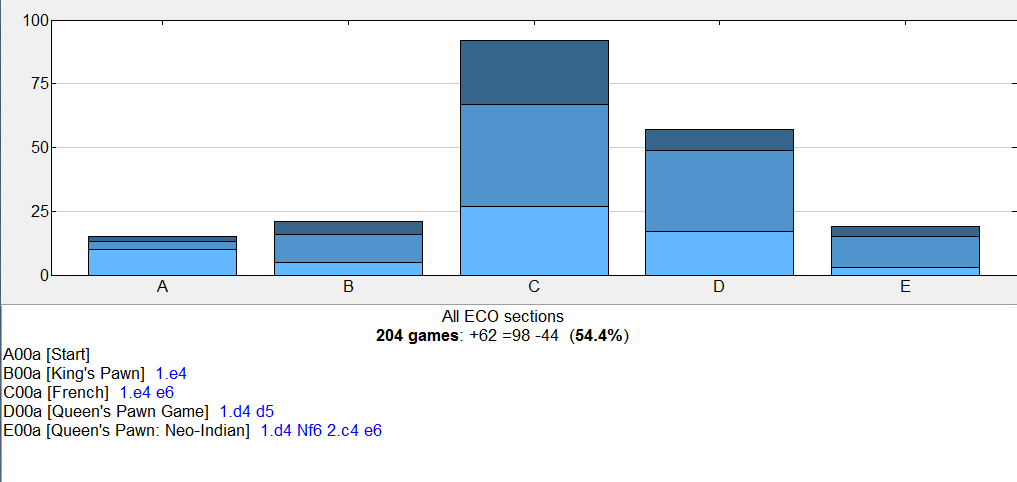 100
75
50
25
0
A B C D E
All ECO sections
204 games: +62 =98 -44 (54.4%)
A00a [Start]
B00a [King's Pawn] 1.e4
C00a [French] 1.e4 e6
D00a [Queen's Pawn Game] 1.d4 d5
E00a [Queen's Pawn: Neo-Indian] 1.d4 Nf6 2.c4 e6